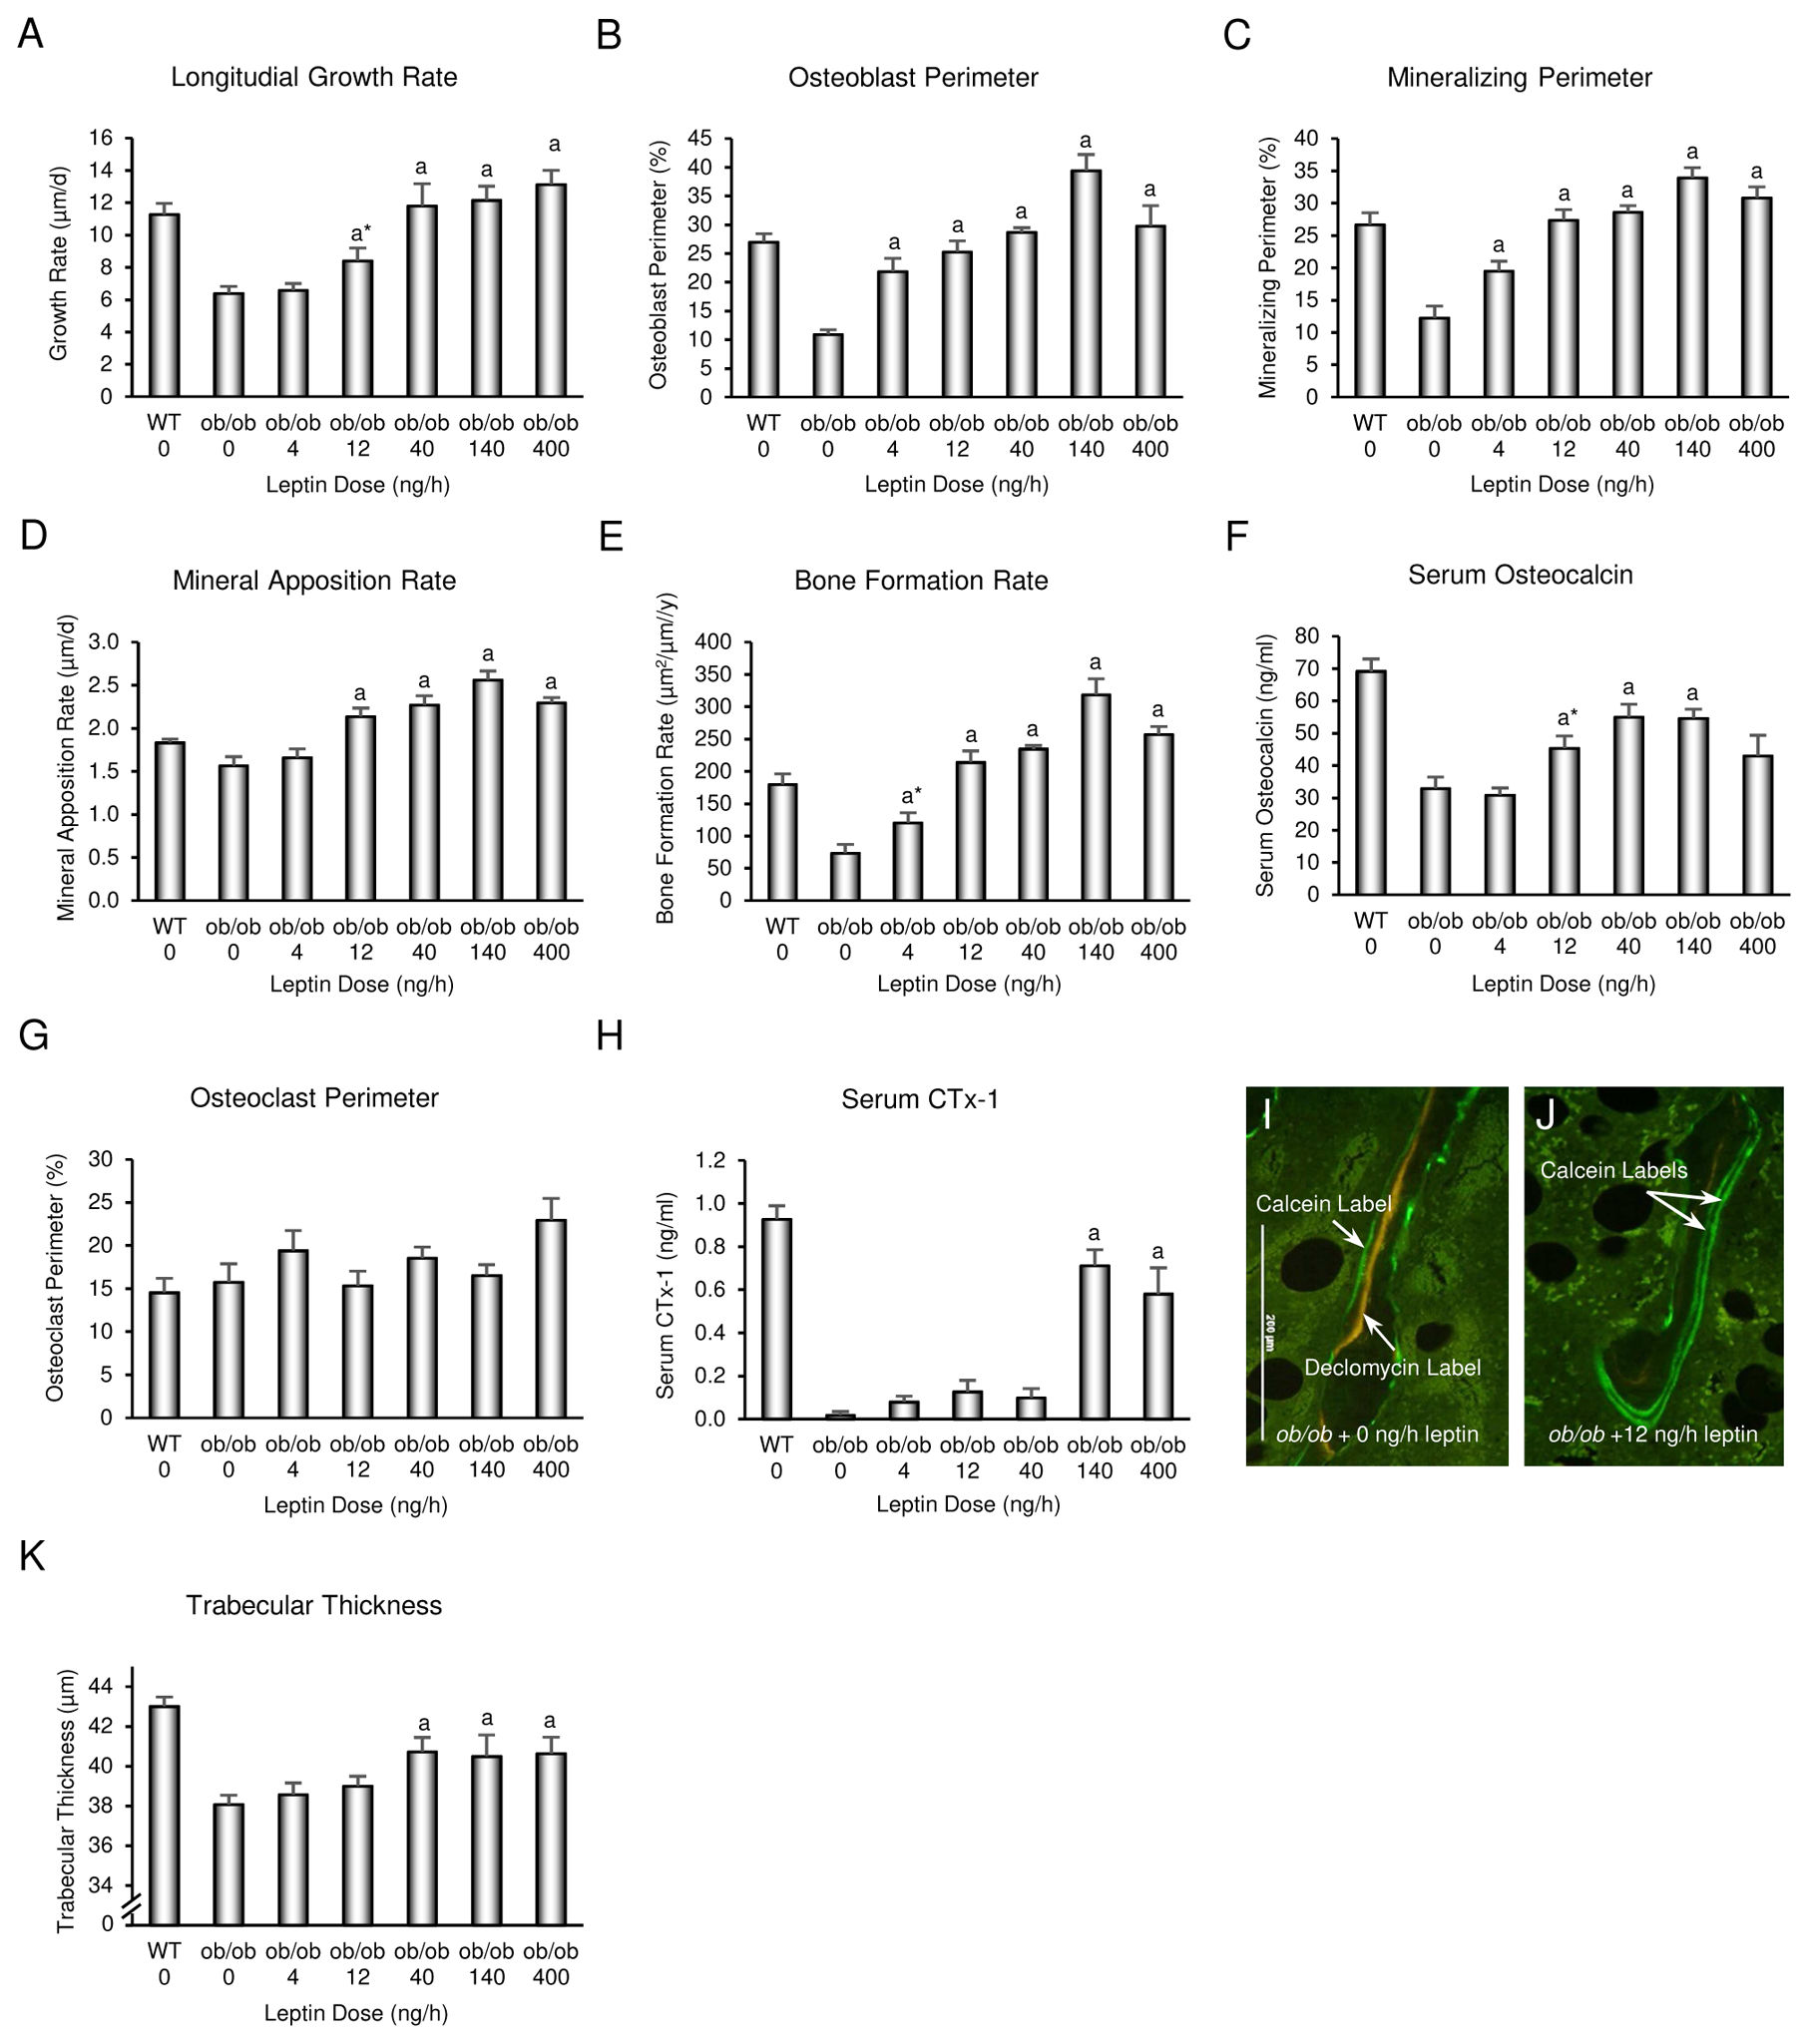 A
Longitudial Growth Rate
Growth Rate (µm/d)
16
14
12
10
8
6
4
2
0
a*
a
a
a
WT ob/ob ob/ob ob/ob ob/ob ob/ob ob/ob
0 0 4 12 40 140 400
Leptin Dose (ng/h)
B
Osteoblast Perimeter
Osteoblast Perimeter (%)
45
40
35
30
25
20
15
10
5
0
a
a
a
a
a
WT ob/ob ob/ob ob/ob ob/ob ob/ob ob/ob
0 0 4 12 40 140 400
Leptin Dose (ng/h)
C
Mineralizing Perimeter
Mineralizing Perimeter (%)
40
35
30
25
20
15
10
5
0
a
a
a
a
a
WT ob/ob ob/ob ob/ob ob/ob ob/ob ob/ob
0 0 4 12 40 140 400
Leptin Dose (ng/h)
D
Mineral Apposition Rate
Mineral Apposition Rate (µm/d)
3.0
2.5
2.0
1.5
1.0
0.5
0.0
a
a
a
a
WT ob/ob ob/ob ob/ob ob/ob ob/ob ob/ob
0 0 4 12 40 140 400
Leptin Dose (ng/h)
E
Bone Formation Rate
Bone Formation Rate (µm²/µm//y)
400
350
300
250
200
150
100
50
0
a*
a
a
a
a
WT ob/ob ob/ob ob/ob ob/ob ob/ob ob/ob
0 0 4 12 40 140 400
Leptin Dose (ng/h)
F
Serum Osteocalcin
Serum Osteocalcin (ng/ml)
80
70
60
50
40
30
20
10
0
a*
a
a
WT ob/ob ob/ob ob/ob ob/ob ob/ob ob/ob
0 0 4 12 40 140 400
Leptin Dose (ng/h)
G
Osteoclast Perimeter
Osteoclast Perimeter (%)
30
25
20
15
10
5
0
WT ob/ob ob/ob ob/ob ob/ob ob/ob ob/ob
0 0 4 12 40 140 400
Leptin Dose (ng/h)
H
Serum CTx-1
Serum CTx-1 (ng/ml)
1.2
1.0
0.8
0.6
0.4
0.2
0.0
a
a
WT ob/ob ob/ob ob/ob ob/ob ob/ob ob/ob
0 0 4 12 40 140 400
Leptin Dose (ng/h)
I
Calcein Label
200 µm
Declomycin Label
ob/ob + 0 ng/h leptin
J
Calcein Labels
ob/ob +12 ng/h leptin
K
Trabecular Thickness
Trabecular Thickness (µm)
44
42
40
38
36
34
0
a
a
a
WT ob/ob ob/ob ob/ob ob/ob ob/ob ob/ob
0 0 4 12 40 140 400
Leptin Dose (ng/h)